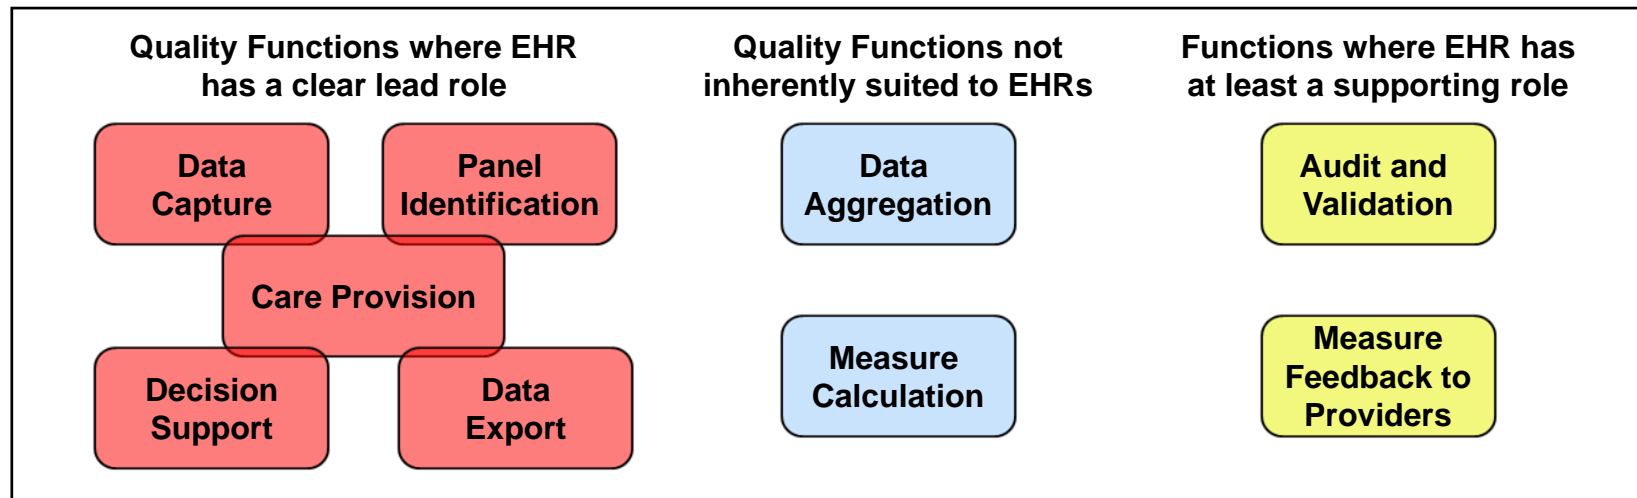 Quality Functions where EHR
has a clear lead role
Data
Capture
Panel
Identification
Care Provision
Decision
Support
Data
Export
Quality Functions not
inherently suited to EHRs
Data
Aggregation
Measure
Calculation
Functions where EHR has
at least a supporting role
Audit and
Validation
Measure
Feedback to
Providers